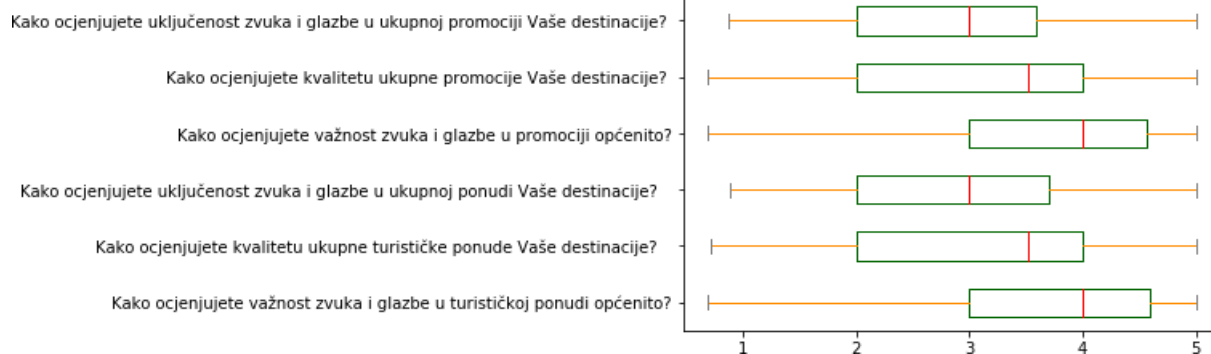 Kako ocjenjujete uključenost zvuka i glazbe u ukupnoj promociji Vaše destinacije?
Kako ocjenjujete kvalitetu ukupne promocije Vaše destinacije?
Kako ocjenjujete važnost zvuka i glazbe u promociji općenito?
Kako ocjenjujete uključenost zvuka i glazbe u ukupnoj ponudi Vaše destinacije?
Kako ocjenjujete kvalitetu ukupne turističke ponude Vaše destinacije?
Kako ocjenjujete važnost zvuka i glazbe u turističkoj ponudi općenito?
1 2 3 4 5